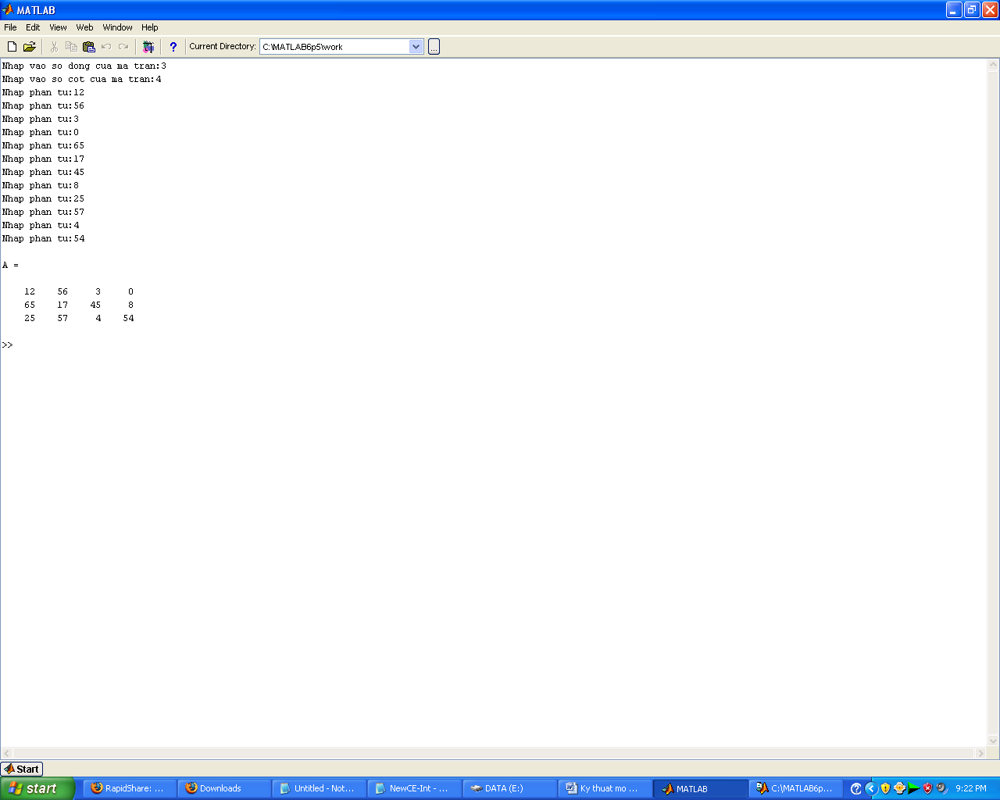 MATLAB
File Edit View Web Window Help
Current Directory: C:\MATLAB6p5\work ...
Nhap vao so dong cua ma tran:3
Nhap vao so cot cua ma tran:4
Nhap phan tu:12
Nhap phan tu:56
Nhap phan tu:3
Nhap phan tu:0
Nhap phan tu:65
Nhap phan tu:17
Nhap phan tu:45
Nhap phan tu:8
Nhap phan tu:25
Nhap phan tu:57
Nhap phan tu:4
Nhap phan tu:54
A =
12 56 3 0
65 17 45 8
25 57 4 54
>>
Start
start RapidShare: ... Downloads Untitled - Not... NewCE-Int - ... DATA (E:) Ky thuat mo ... MATLAB C:\MATLAB6p... 9:22 PM